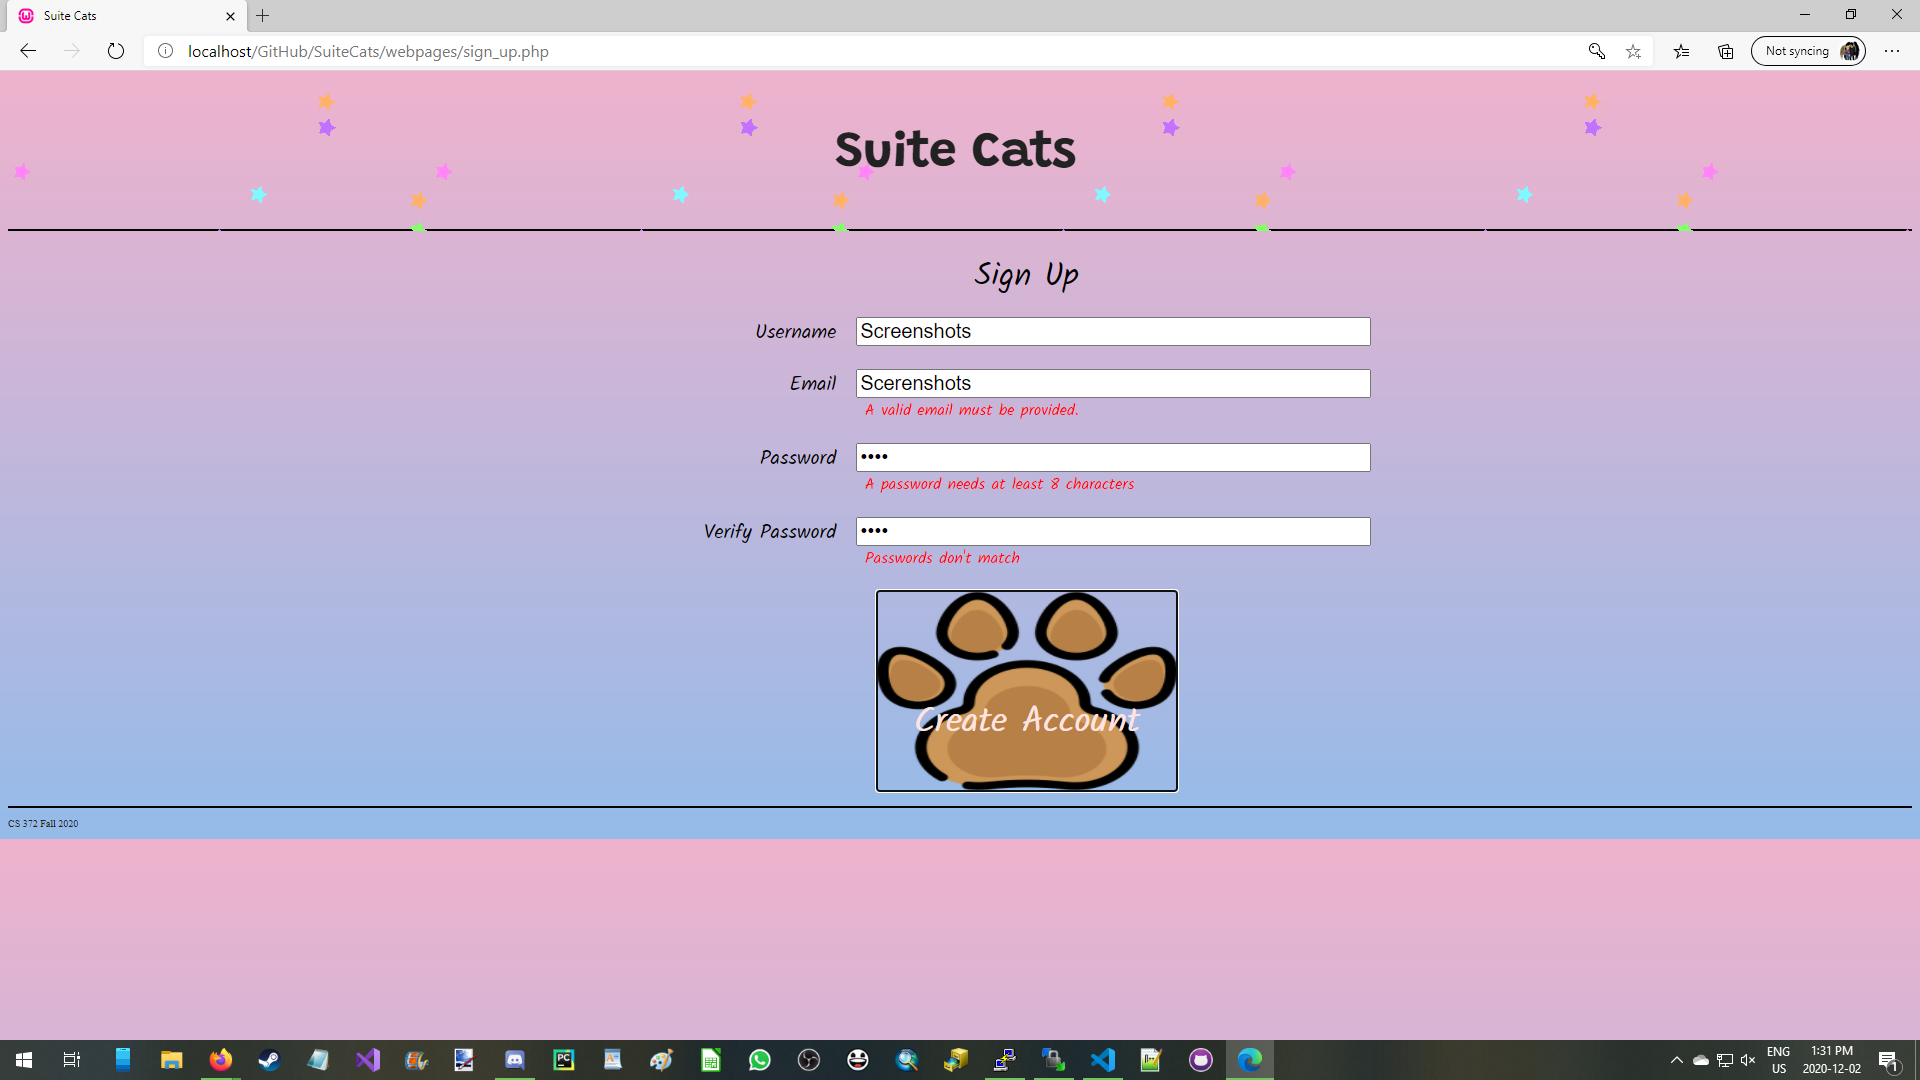 Suite Cats
localhost/GitHub/SuiteCats/webpages/sign_up.php
Not syncing
Suite Cats
Sign Up
Username Screenshots
Email Scerenshots
A valid email must be provided.
Password ••••
A password needs at least 8 characters
Verify Password ••••
Passwords don't match
Create Account
CS 372 Fall 2020
ENG
US
1:31 PM
2020-12-02
1
PC